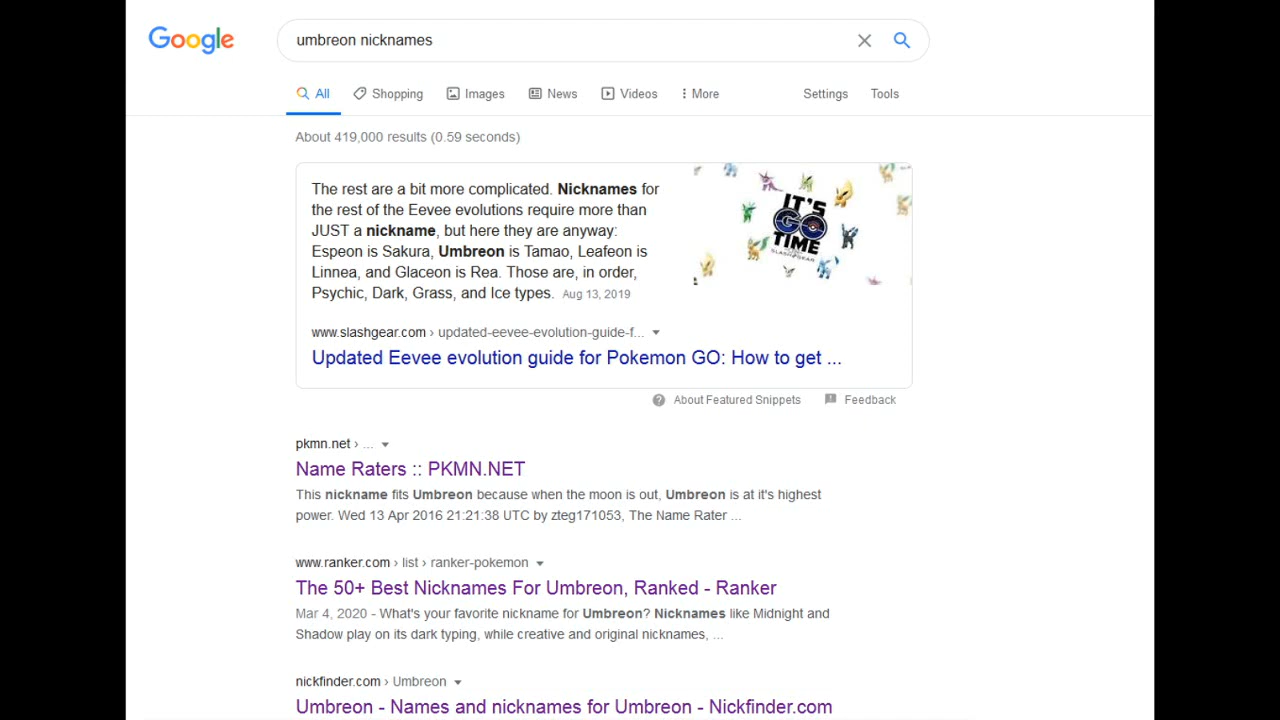 Google
umbreon nicknames
All Shopping Images News Videos More Settings Tools
About 419,000 results (0.59 seconds)
The rest are a bit more complicated. Nicknames for
the rest of the Eevee evolutions require more than
JUST a nickname, but here they are anyway:
Espeon is Sakura, Umbreon is Tamao, Leafeon is
Linnea, and Glaceon is Rea. Those are, in order,
Psychic, Dark, Grass, and Ice types. Aug 13, 2019
IT'S
GO
TIME
SLASHGEAR
www.slashgear.com › updated-eevee-evolution-guide-f...
Updated Eevee evolution guide for Pokemon GO: How to get ...
About Featured Snippets Feedback
pkmn.net › ...
Name Raters :: PKMN.NET
This nickname fits Umbreon because when the moon is out, Umbreon is at it's highest
power. Wed 13 Apr 2016 21:21:38 UTC by zteg171053, The Name Rater ...
www.ranker.com › list › ranker-pokemon
The 50+ Best Nicknames For Umbreon, Ranked - Ranker
Mar 4, 2020 - What's your favorite nickname for Umbreon? Nicknames like Midnight and
Shadow play on its dark typing, while creative and original nicknames, ...
nickfinder.com › Umbreon
Umbreon - Names and nicknames for Umbreon - Nickfinder.com